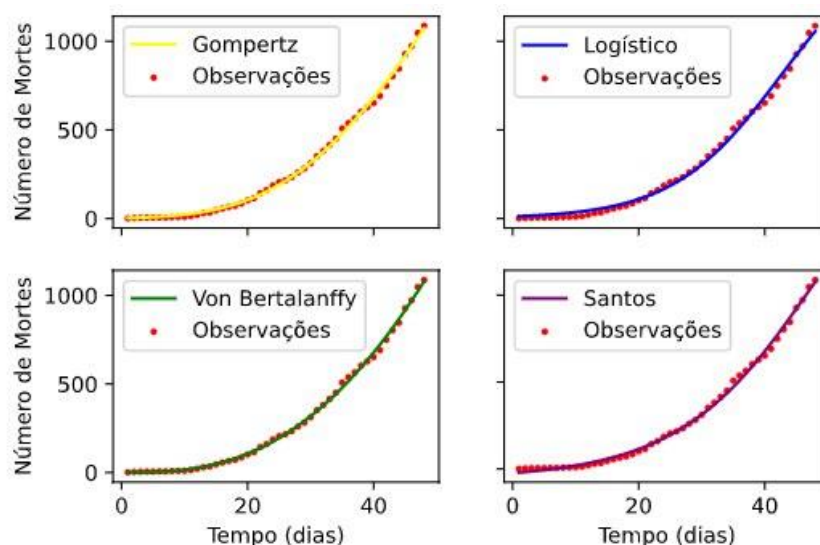 Número de Mortes
1000
500
0
Gompertz
Observações
Logístico
Observações
Número de Mortes
1000
500
0
Von Bertalanffy
Observações
Santos
Observações
0 20 40
Tempo (dias)
0 20 40
Tempo (dias)